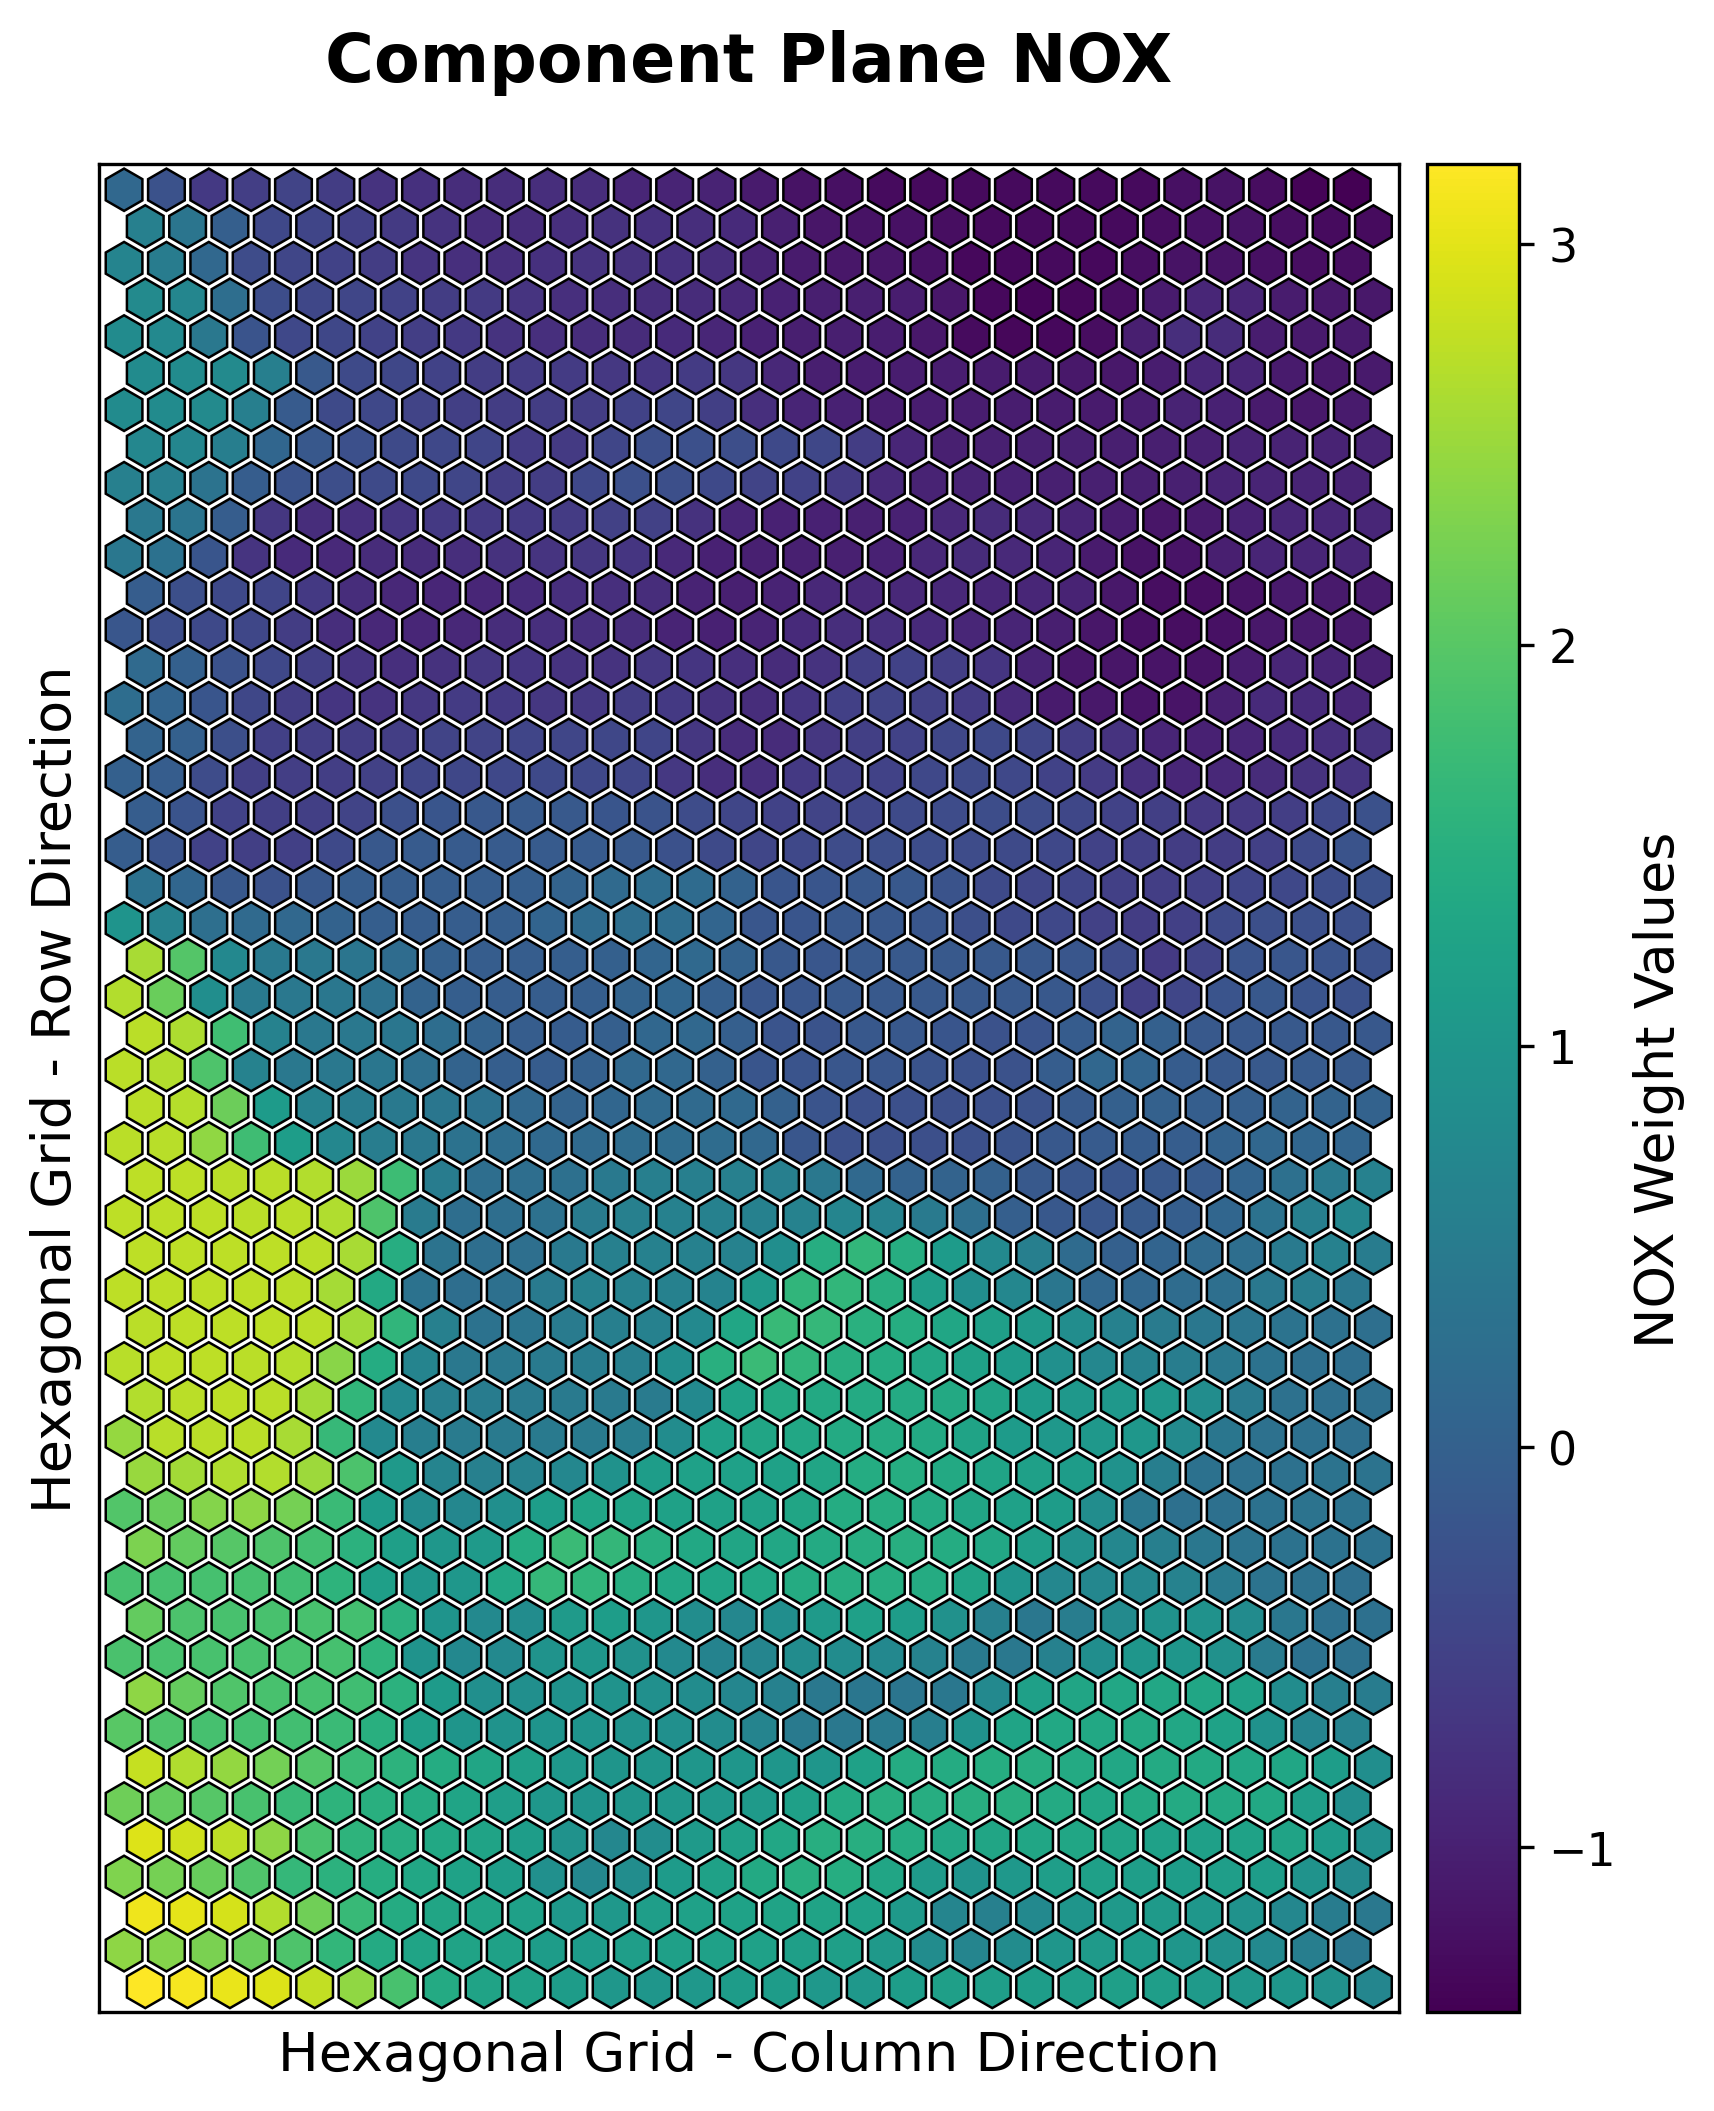 Component Plane NOX
Hexagonal Grid - Row Direction
Hexagonal Grid - Column Direction
3
2
1
0
−1
NOX Weight Values